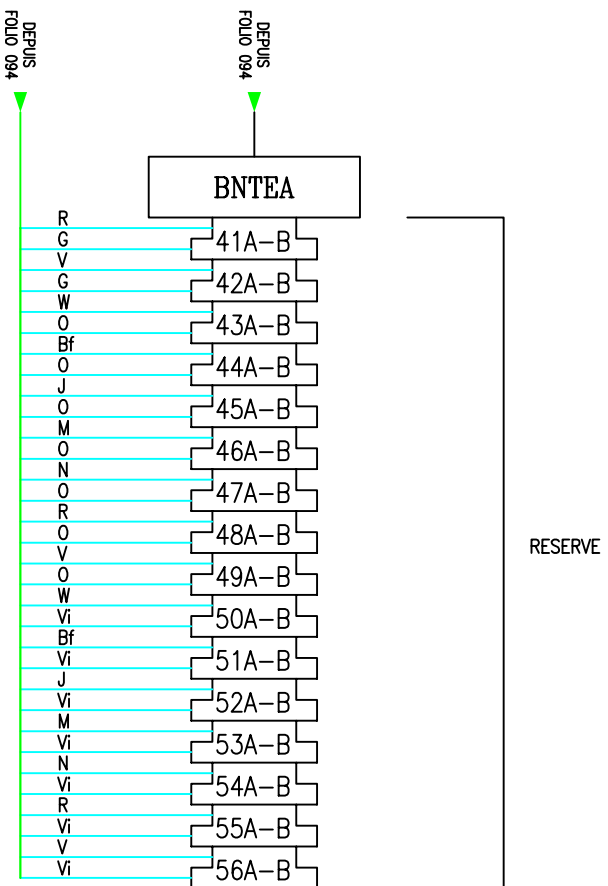 DEPUIS
FOLIO 094
DEPUIS
FOLIO 094
BNTEA
R
G
41A-B
V
G
42A-B
W
O
43A-B
Bf
O
44A-B
J
O
45A-B
M
O
46A-B
N
O
47A-B
R
O
48A-B
V
O
49A-B
W
Vi
50A-B
Bf
Vi
51A-B
J
Vi
52A-B
M
Vi
53A-B
N
Vi
54A-B
R
Vi
55A-B
V
Vi
56A-B
RESERVE